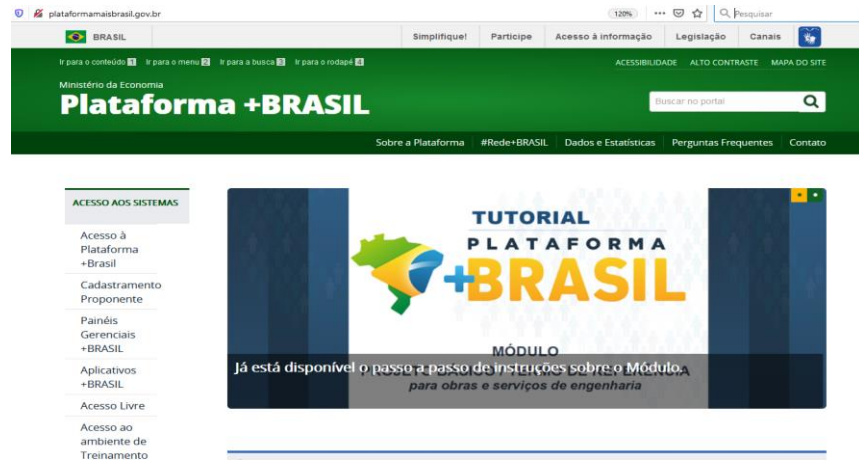 plataformamaisbrasil.gov.br
120%
Pesquisar
BRASIL
Simplifique!
Participe
Acesso à informação
Legislação
Canais
Ir para o conteúdo 1 Ir para o menu 2 Ir para a busca 3 Ir para o rodapé 4
ACESSIBILIDADE ALTO CONTRASTE MAPA DO SITE
Ministério da Economia
Plataforma +BRASIL
Buscar no portal
Sobre a Plataforma #Rede+BRASIL Dados e Estatísticas Perguntas Frequentes Contato
ACESSO AOS SISTEMAS
Acesso à
Plataforma
+Brasil
Cadastramento
Proponente
Painéis
Gerenciais
+BRASIL
Aplicativos
+BRASIL
Acesso Livre
Acesso ao
ambiente de
Treinamento
TUTORIAL
PLATAFORMA
+BRASIL
MÓDULO
Já está disponível o passo a passo de instruções sobre o Módulo.
para obras e serviços de engenharia